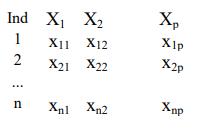 Ind X₁ X₂ Xₚ
1 x₁₁ x₁₂ x₁ₚ
2 x₂₁ x₂₂ x₂ₚ
...
n xₙ₁ xₙ₂ xₙₚ